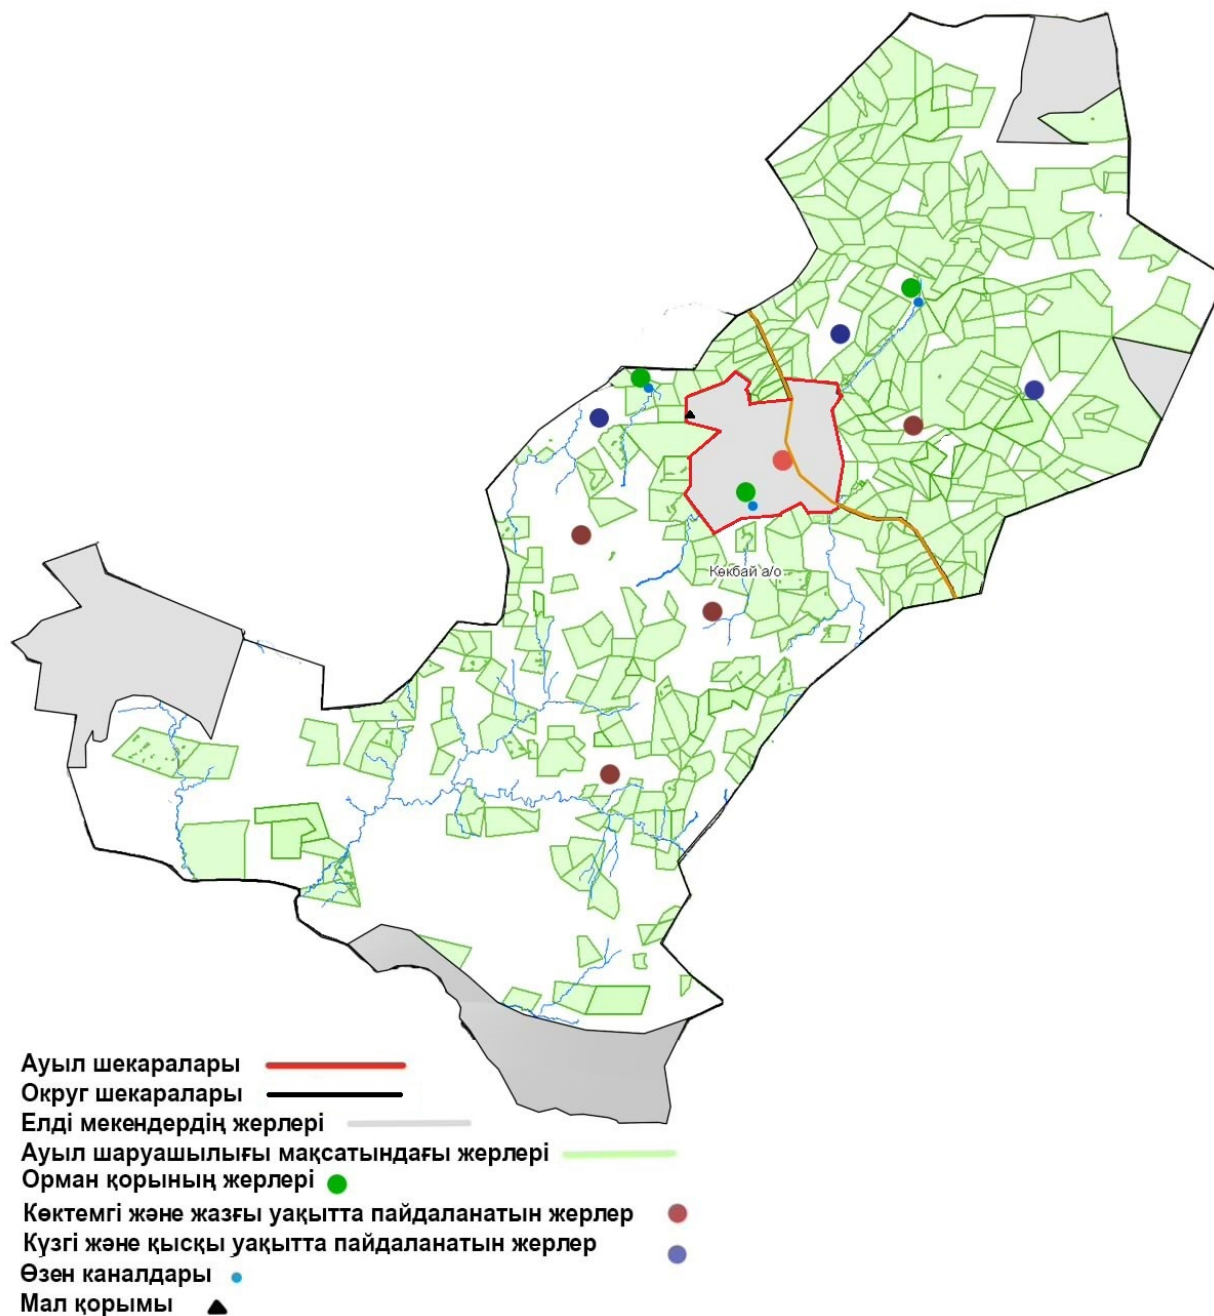 Көкбай а/о
Ауыл шекаралары
Округ шекаралары
Елді мекендердің жерлері
Ауыл шаруашылығы мақсатындағы жерлері
Орман қорының жерлері
Көктемгі және жазғы уақытта пайдаланатын жерлер
Күзгі және қысқы уақытта пайдаланатын жерлер
Өзен каналдары
Мал қорымы